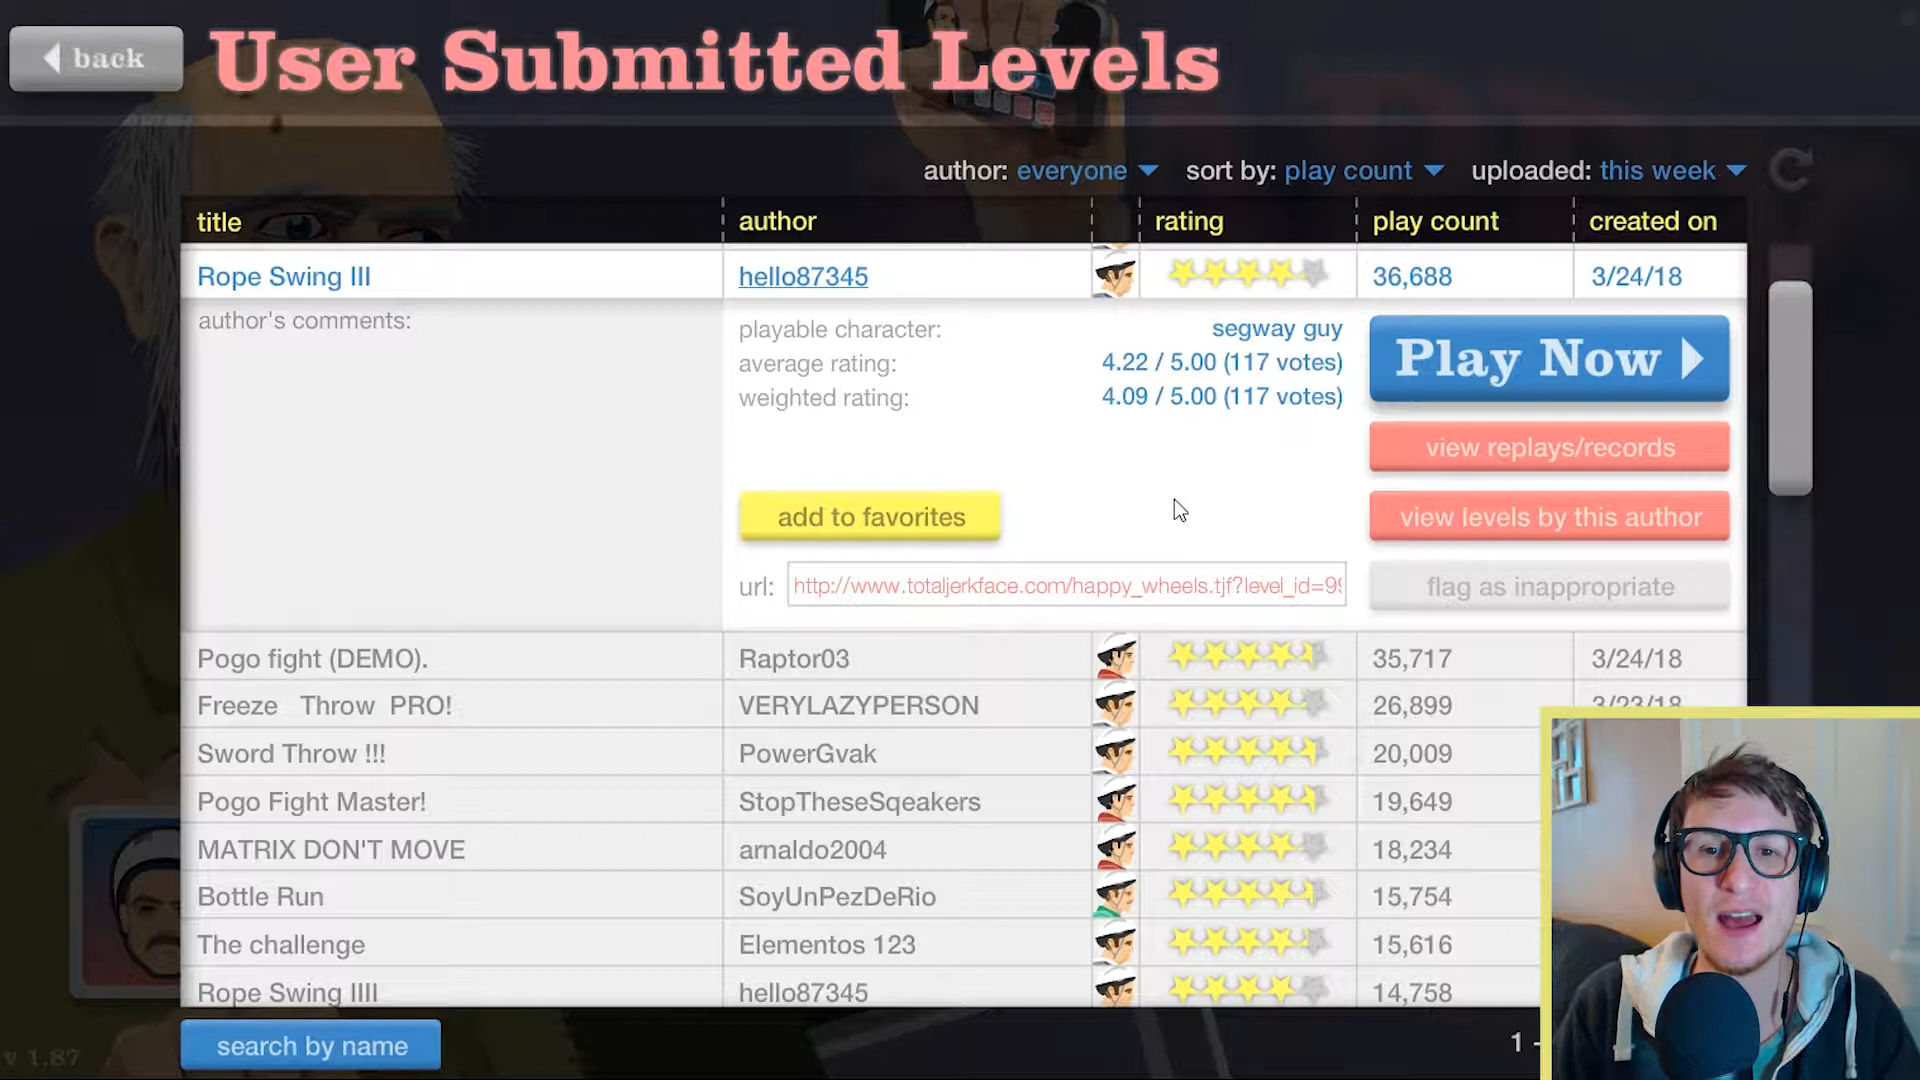 back
User Submitted Levels
author: everyone sort by: play count uploaded: this week
title author rating play count created on
Rope Swing III hello87345 36,688 3/24/18
author's comments:
playable character: segway guy
average rating: 4.22 / 5.00 (117 votes)
weighted rating: 4.09 / 5.00 (117 votes)
Play Now
view replays/records
add to favorites
view levels by this author
url: http://www.totaljerkface.com/happy_wheels.tjf?level_id=99
flag as inappropriate
Pogo fight (DEMO). Raptor03 35,717 3/24/18
Freeze Throw PRO! VERYLAZYPERSON 26,899 3/23/18
Sword Throw !!! PowerGvak 20,009
Pogo Fight Master! StopTheseSqeakers 19,649
MATRIX DON'T MOVE arnaldo2004 18,234
Bottle Run SoyUnPezDeRio 15,754
The challenge Elementos 123 15,616
Rope Swing IIII hello87345 14,758
search by name
1 -
v 1.87